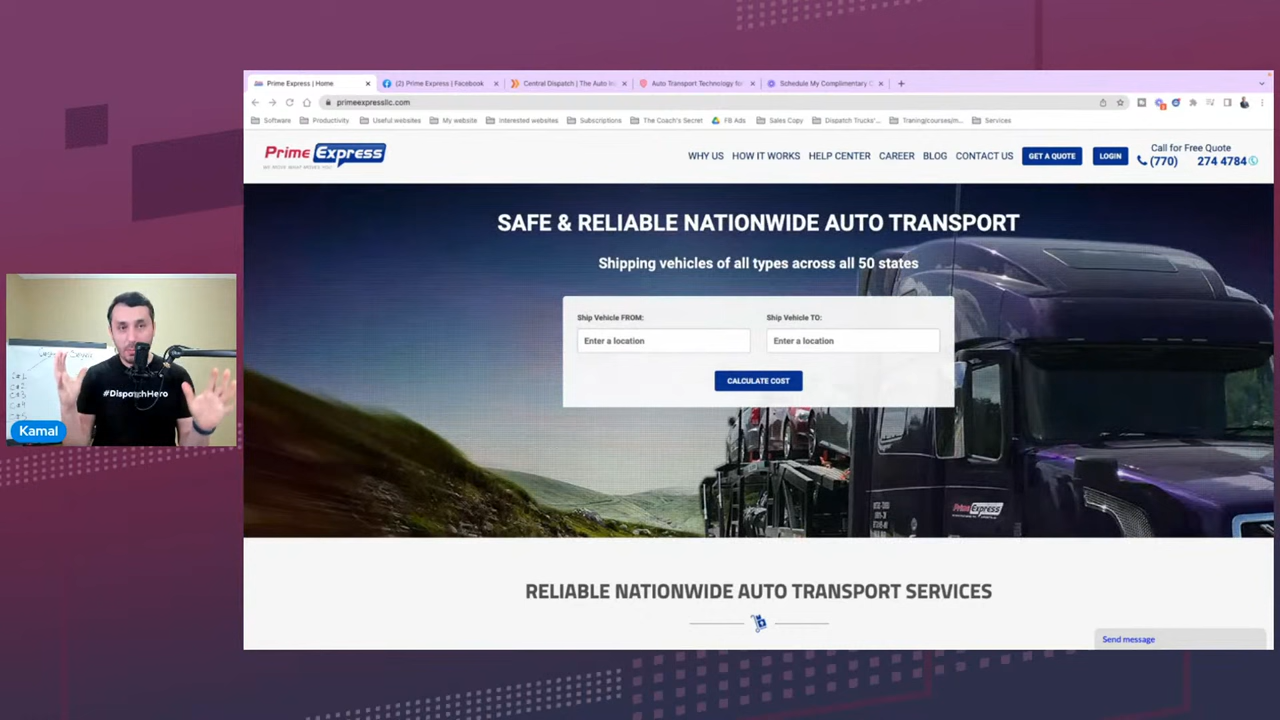 Prime Express | Home
(2) Prime Express | Facebook
Central Dispatch | The Auto In
Auto Transport Technology fo
Schedule My Complimentary C
primeexpressllc.com
Software
Productivity
Useful websites
My website
Interested websites
Subscriptions
The Coach's Secret
FB Ads
Sales Copy
Dispatch Trucks'...
Traning(courses/m...
Services
Prime Express
WHY US
HOW IT WORKS
HELP CENTER
CAREER
BLOG
CONTACT US
GET A QUOTE
LOGIN
Call for Free Quote
(770) 274 4784
SAFE & RELIABLE NATIONWIDE AUTO TRANSPORT
Shipping vehicles of all types across all 50 states
Ship Vehicle FROM:
Ship Vehicle TO:
Enter a location
Enter a location
CALCULATE COST
#DispatchHero
Kamal
Prime Express
RELIABLE NATIONWIDE AUTO TRANSPORT SERVICES
Send message